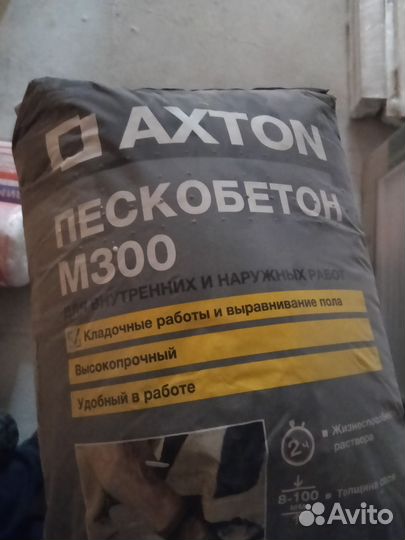 AXTON
ПЕСКОБЕТОН
М300
ДЛЯ ВНУТРЕННИХ И НАРУЖНЫХ РАБОТ
Кладочные работы и выравнивание пола
Высокопрочный
Удобный в работе
2ч
раствора
8-100
Толщина
Avito